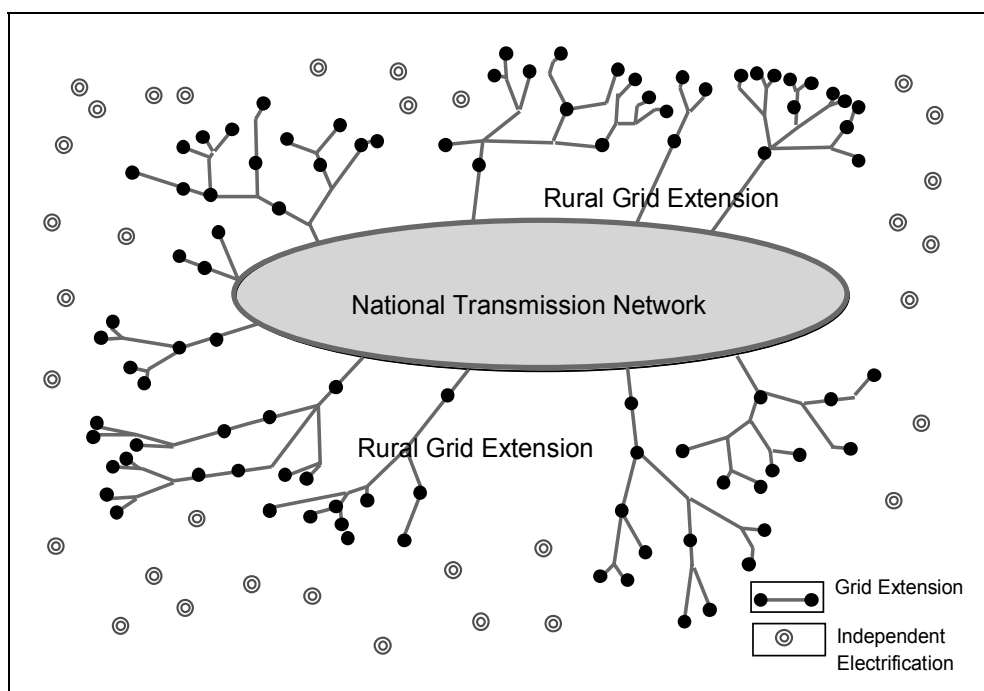 Rural Grid Extension
National Transmission Network
Rural Grid Extension
Grid Extension
Independent
Electrification